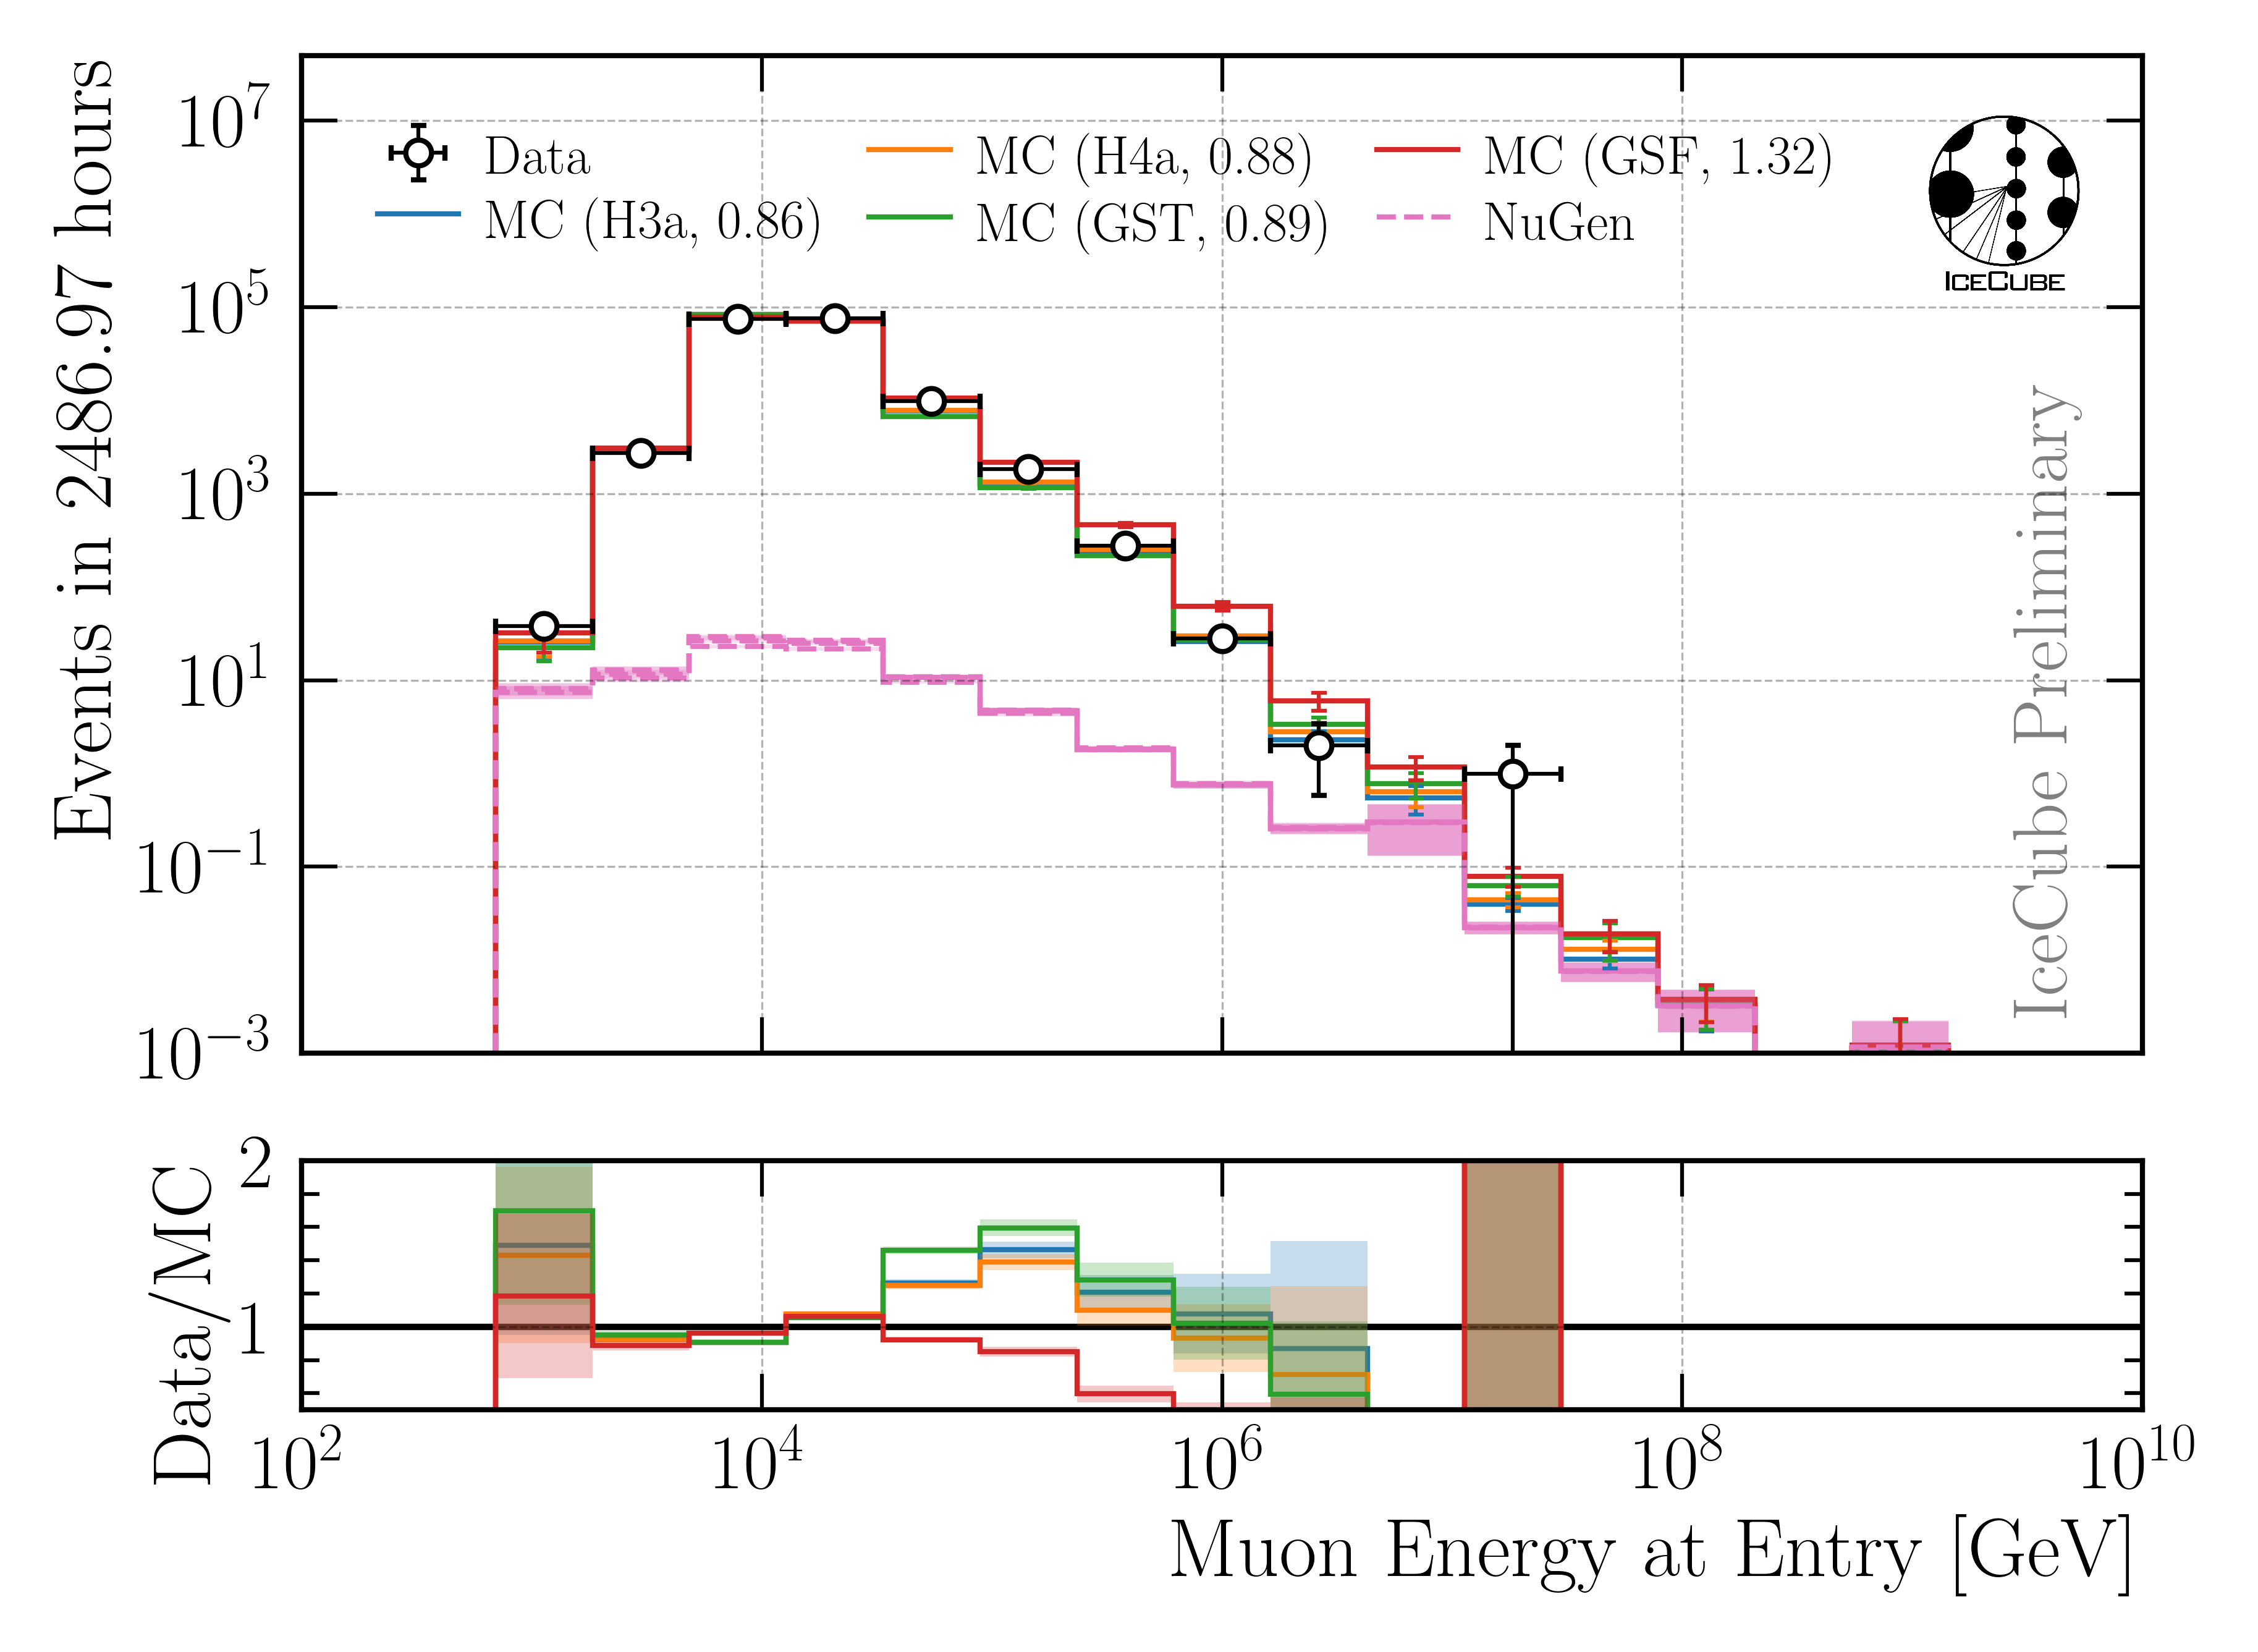 Events in 2486.97 hours
10^7
10^5
10^3
10^1
10^−1
10^−3
Data
MC (H3a, 0.86)
MC (H4a, 0.88)
MC (GST, 0.89)
MC (GSF, 1.32)
NuGen
ICECUBE
IceCube Preliminary
Data/MC
2
1
10^2
10^4
10^6
10^8
10^10
Muon Energy at Entry [GeV]